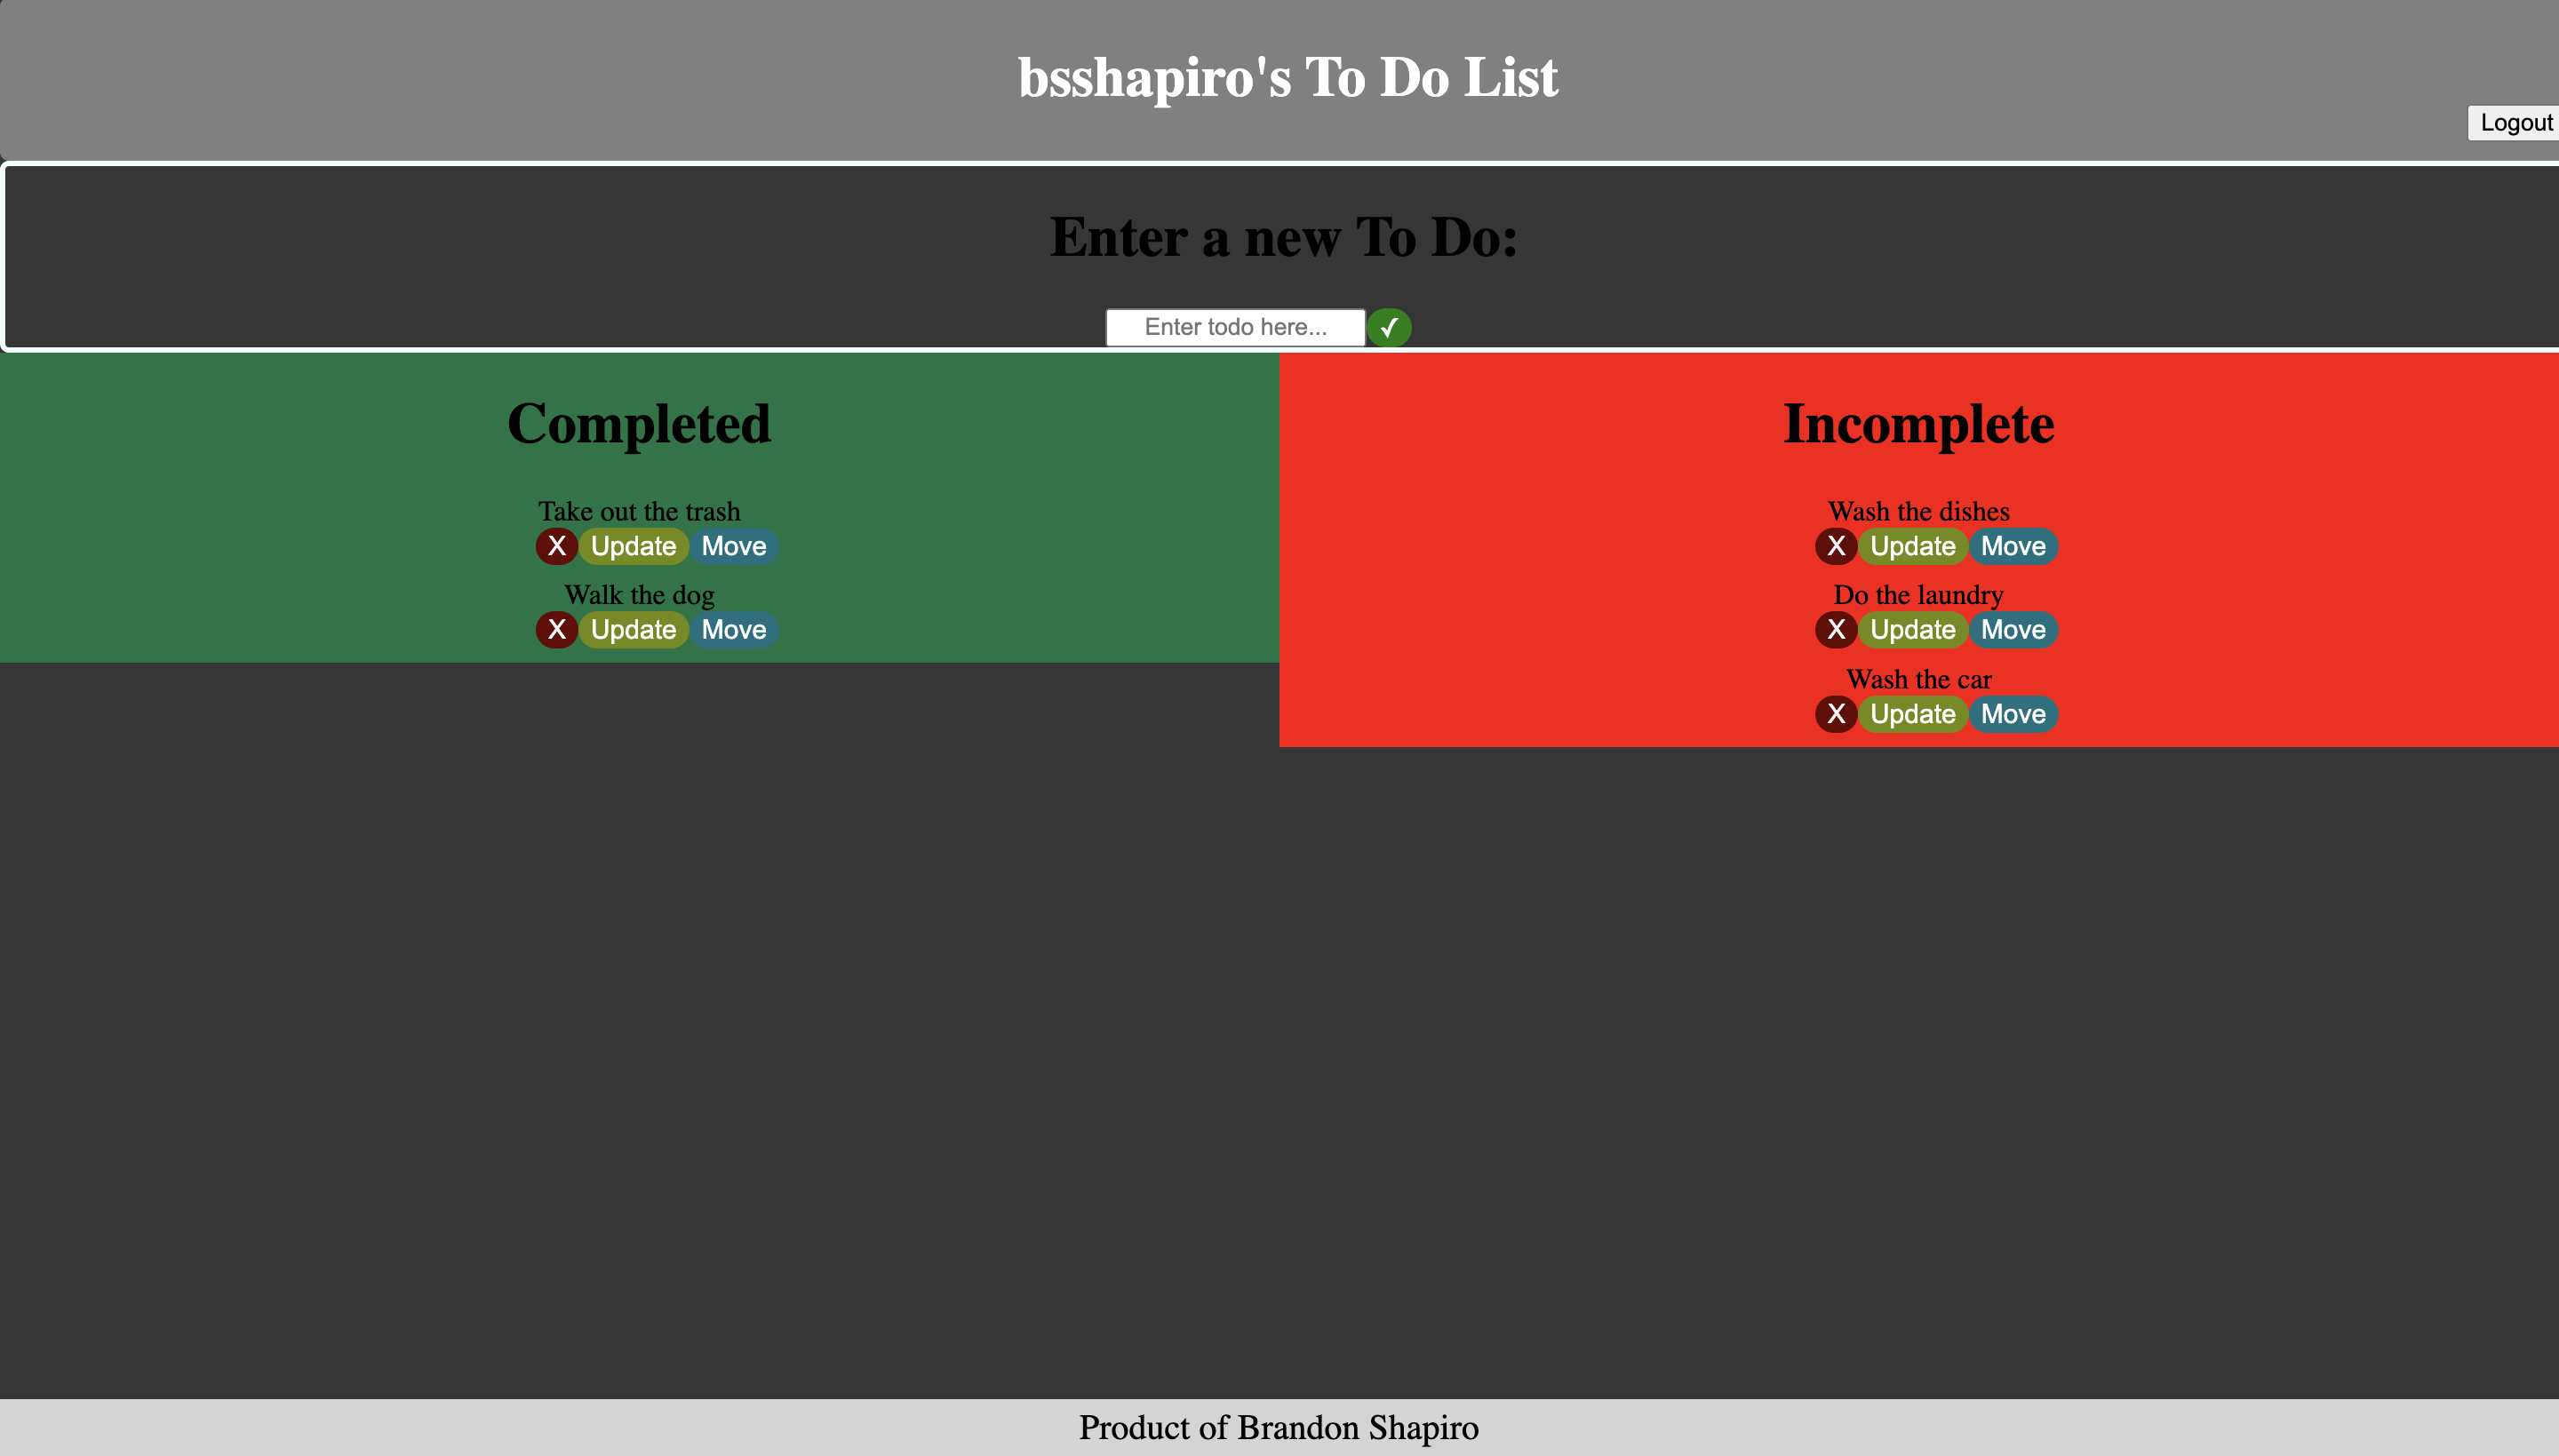 bsshapiro's To Do List
Logout
Enter a new To Do:
Enter todo here... ✓
Completed
Take out the trash
X Update Move
Walk the dog
X Update Move
Incomplete
Wash the dishes
X Update Move
Do the laundry
X Update Move
Wash the car
X Update Move
Product of Brandon Shapiro